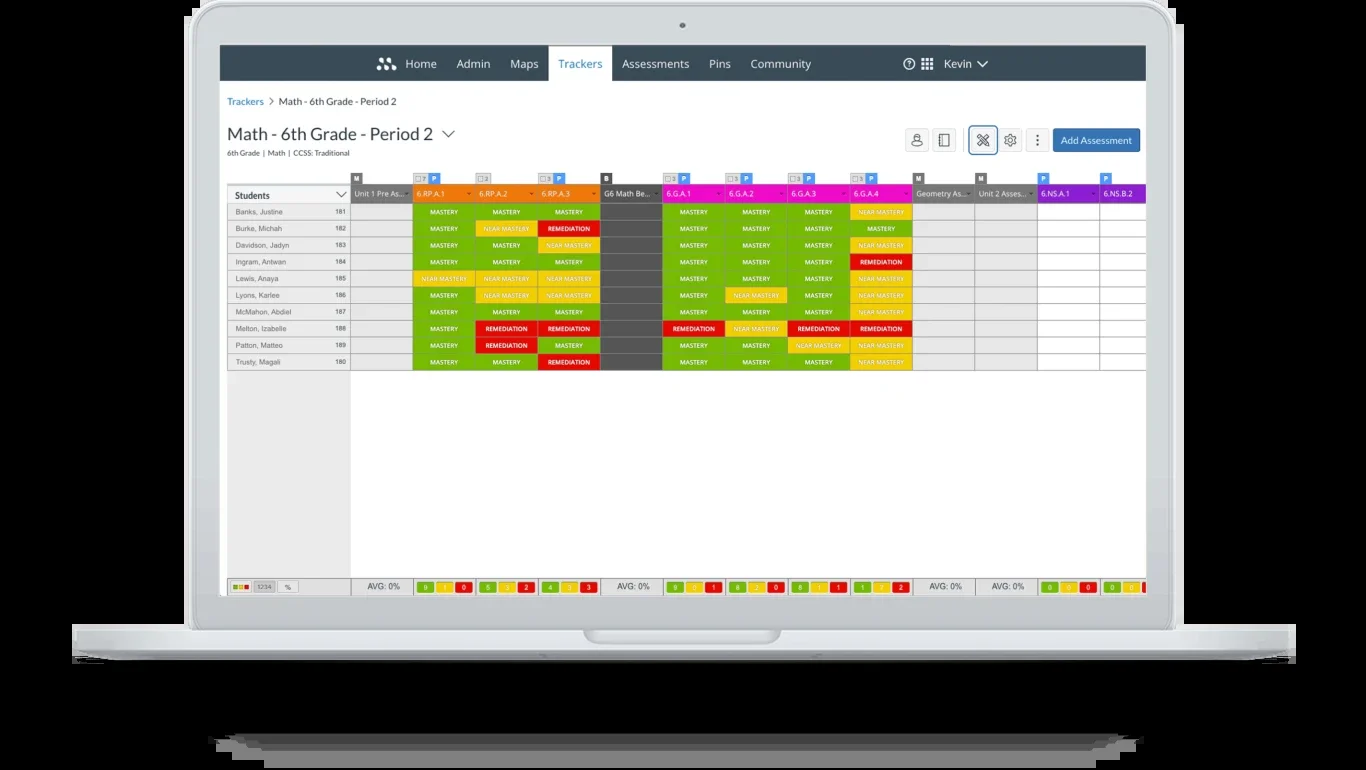 Home Admin Maps Trackers Assessments Pins Community Kevin
Trackers > Math - 6th Grade - Period 2
Math - 6th Grade - Period 2
Add Assessment
6th Grade | Math | CCSS: Traditional
M 7 P 2 3 P B 3 P 3 P 3 P 3 P M M P P
Students Unit 1 Pre As... 6.RP.A.1 6.RP.A.2 6.RP.A.3 G6 Math Be... 6.G.A.1 6.G.A.2 6.G.A.3 6.G.A.4 Geometry As... Unit 2 Asses... 6.NS.A.1 6.NS.B.2
Banks, Justine 181 MASTERY MASTERY MASTERY MASTERY MASTERY MASTERY NEAR MASTERY
Burke, Michah 182 MASTERY NEAR MASTERY REMEDIATION MASTERY MASTERY MASTERY MASTERY
Davidson, Jadyn 183 MASTERY MASTERY NEAR MASTERY MASTERY MASTERY MASTERY NEAR MASTERY
Ingram, Antwan 184 MASTERY MASTERY MASTERY MASTERY MASTERY MASTERY REMEDIATION
Lewis, Anaya 185 NEAR MASTERY NEAR MASTERY NEAR MASTERY MASTERY MASTERY MASTERY NEAR MASTERY
Lyons, Karlee 186 MASTERY NEAR MASTERY NEAR MASTERY MASTERY NEAR MASTERY MASTERY NEAR MASTERY
McMahon, Abdiel 187 MASTERY MASTERY MASTERY MASTERY MASTERY MASTERY NEAR MASTERY
Melton, Izabelle 188 MASTERY REMEDIATION REMEDIATION REMEDIATION NEAR MASTERY REMEDIATION REMEDIATION
Patton, Matteo 189 MASTERY REMEDIATION MASTERY MASTERY MASTERY NEAR MASTERY NEAR MASTERY
Trusty, Magali 180 MASTERY MASTERY REMEDIATION MASTERY MASTERY MASTERY NEAR MASTERY
1234 % AVG: 0% 9 1 0 5 3 2 4 3 3 AVG: 0% 9 0 1 8 2 0 8 1 1 1 7 2 AVG: 0% AVG: 0% 0 0 0 0 0